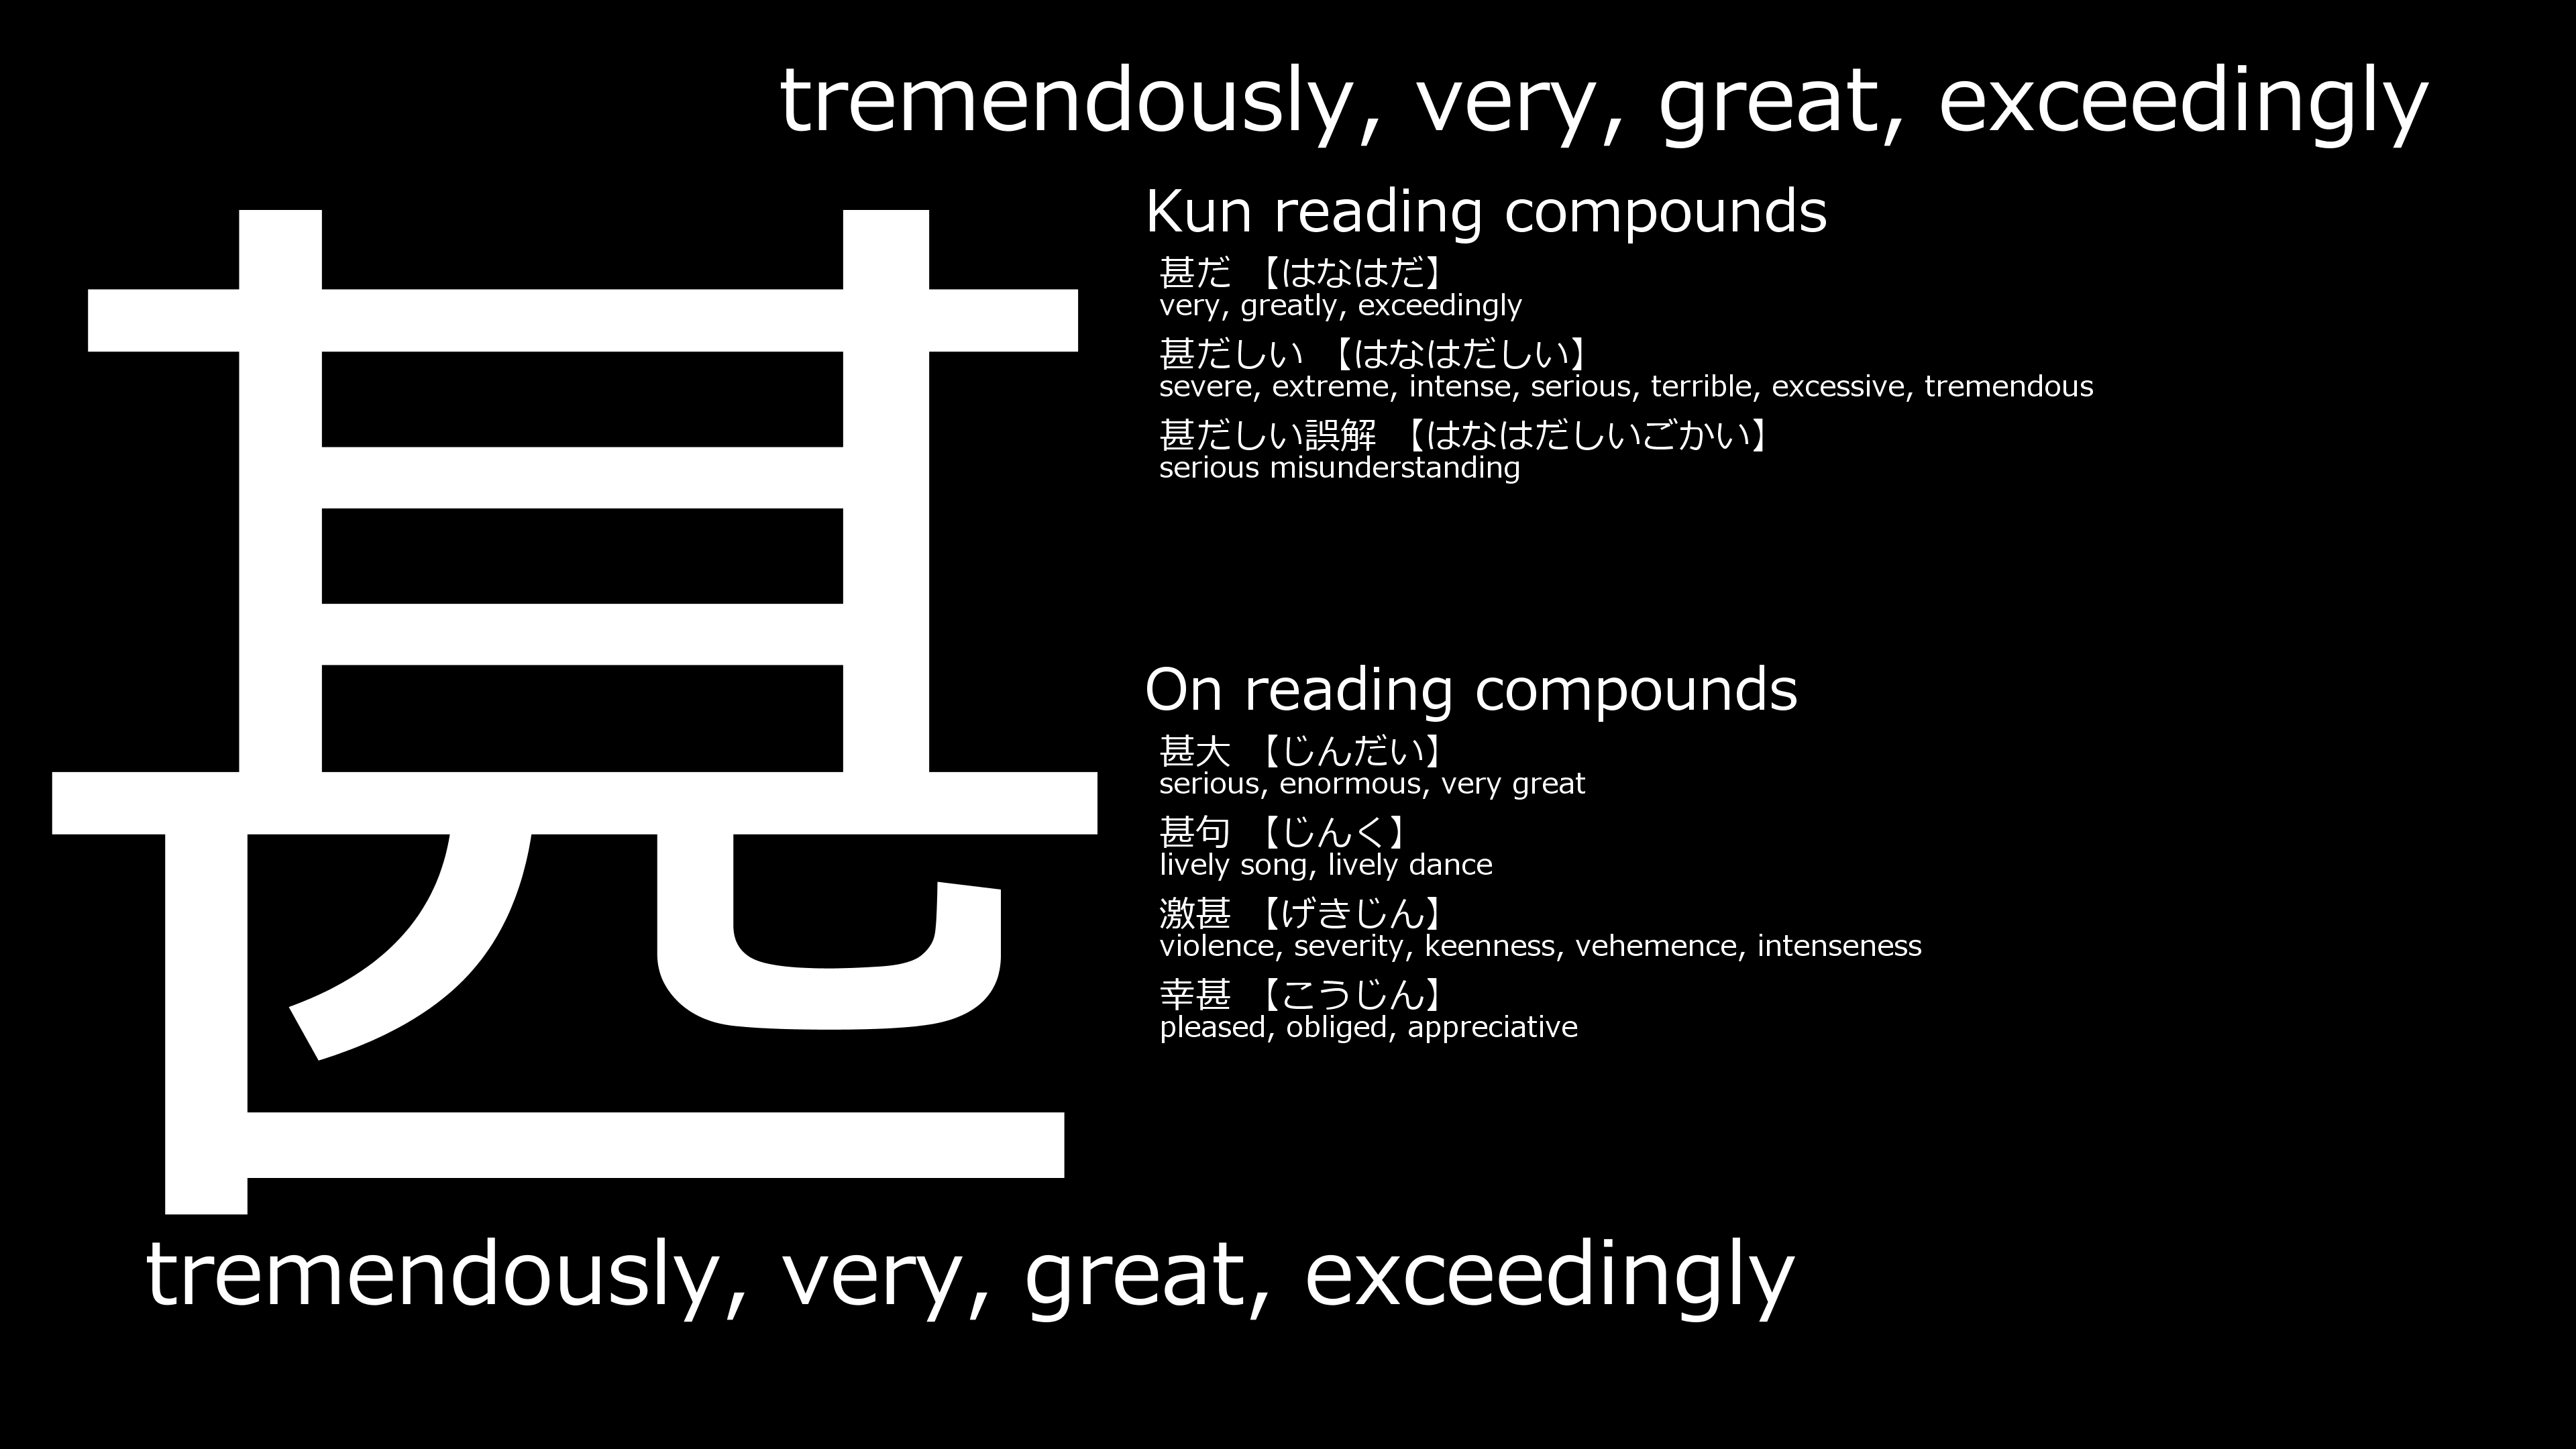 tremendously, very, great, exceedingly
甚
Kun reading compounds
甚だ 【はなはだ】
very, greatly, exceedingly
甚だしい 【はなはだしい】
severe, extreme, intense, serious, terrible, excessive, tremendous
甚だしい誤解 【はなはだしいごかい】
serious misunderstanding
On reading compounds
甚大 【じんだい】
serious, enormous, very great
甚句 【じんく】
lively song, lively dance
激甚 【げきじん】
violence, severity, keenness, vehemence, intenseness
幸甚 【こうじん】
pleased, obliged, appreciative
tremendously, very, great, exceedingly